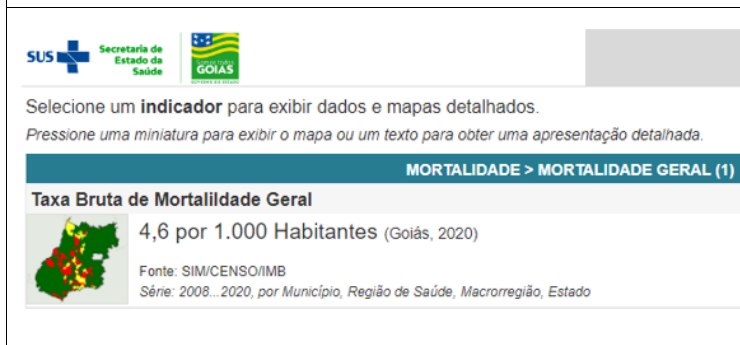 SUS
Secretaria de
Estado da
Saúde
GOIÁS
Selecione um indicador para exibir dados e mapas detalhados.
Pressione uma miniatura para exibir o mapa ou um texto para obter uma apresentação detalhada.
MORTALIDADE > MORTALIDADE GERAL (1)
Taxa Bruta de Mortalildade Geral
4,6 por 1.000 Habitantes (Goiás, 2020)
Fonte: SIM/CENSO/IMB
Série: 2008...2020, por Município, Região de Saúde, Macrorregião, Estado